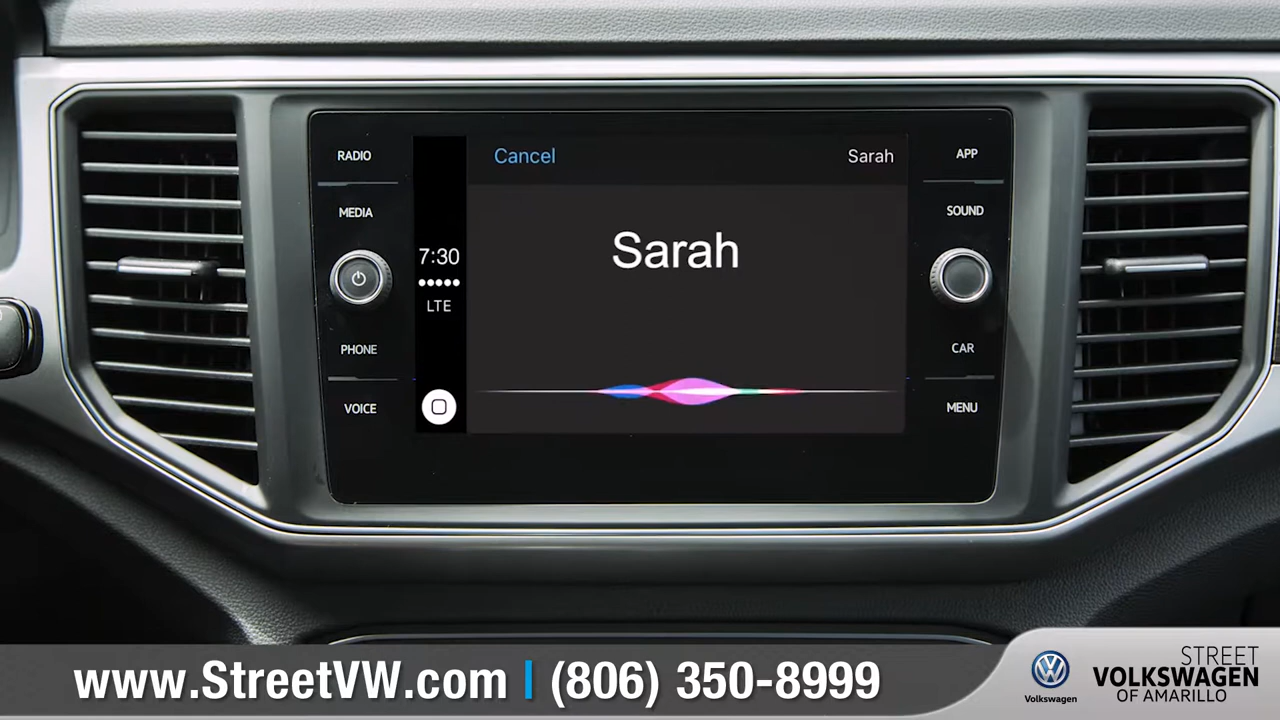 RADIO
MEDIA
PHONE
VOICE
7:30
LTE
Cancel
Sarah
Sarah
APP
SOUND
CAR
MENU
www.StreetVW.com | (806) 350-8999
Volkswagen
STREET
VOLKSWAGEN
OF AMARILLO